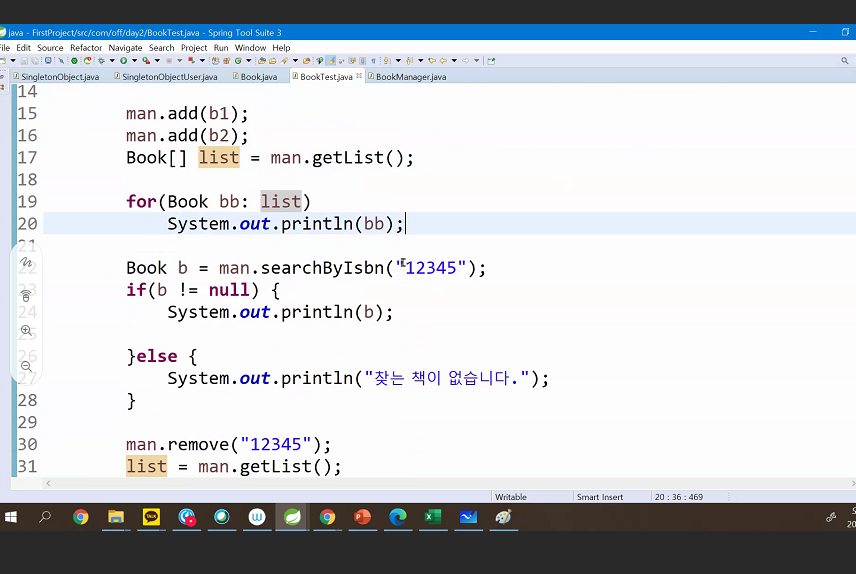 java - FirstProject/src/com/off/day2/BookTest.java - Spring Tool Suite 3
File Edit Source Refactor Navigate Search Project Run Window Help
SingletonObject.java SingletonObjectUser.java Book.java BookTest.java BookManager.java
14
15 man.add(b1);
16 man.add(b2);
17 Book[] list = man.getList();
18
19 for(Book bb: list)
20 System.out.println(bb);
21
22 Book b = man.searchByIsbn("12345");
23 if(b != null) {
24 System.out.println(b);
25
26 }else {
27 System.out.println("찾는 책이 없습니다.");
28 }
29
30 man.remove("12345");
31 list = man.getList();
Writable Smart Insert 20 : 36 : 469